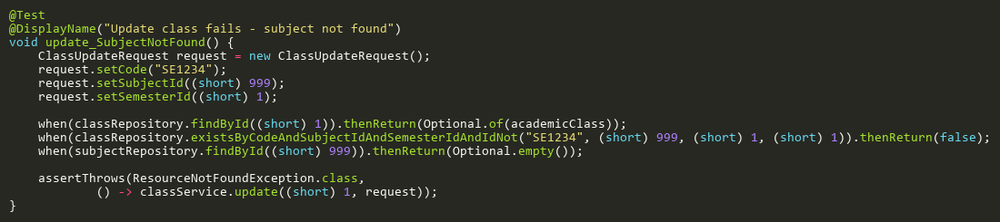 @Test
@DisplayName("Update class fails - subject not found")
void update_SubjectNotFound() {
    ClassUpdateRequest request = new ClassUpdateRequest();
    request.setCode("SE1234");
    request.setSubjectId((short) 999);
    request.setSemesterId((short) 1);

    when(classRepository.findById((short) 1)).thenReturn(Optional.of(academicClass));
    when(classRepository.existsByCodeAndSubjectIdAndSemesterIdAndIdNot("SE1234", (short) 999, (short) 1, (short) 1)).thenReturn(false);
    when(subjectRepository.findById((short) 999)).thenReturn(Optional.empty());

    assertThrows(ResourceNotFoundException.class,
            () -> classService.update((short) 1, request));
}